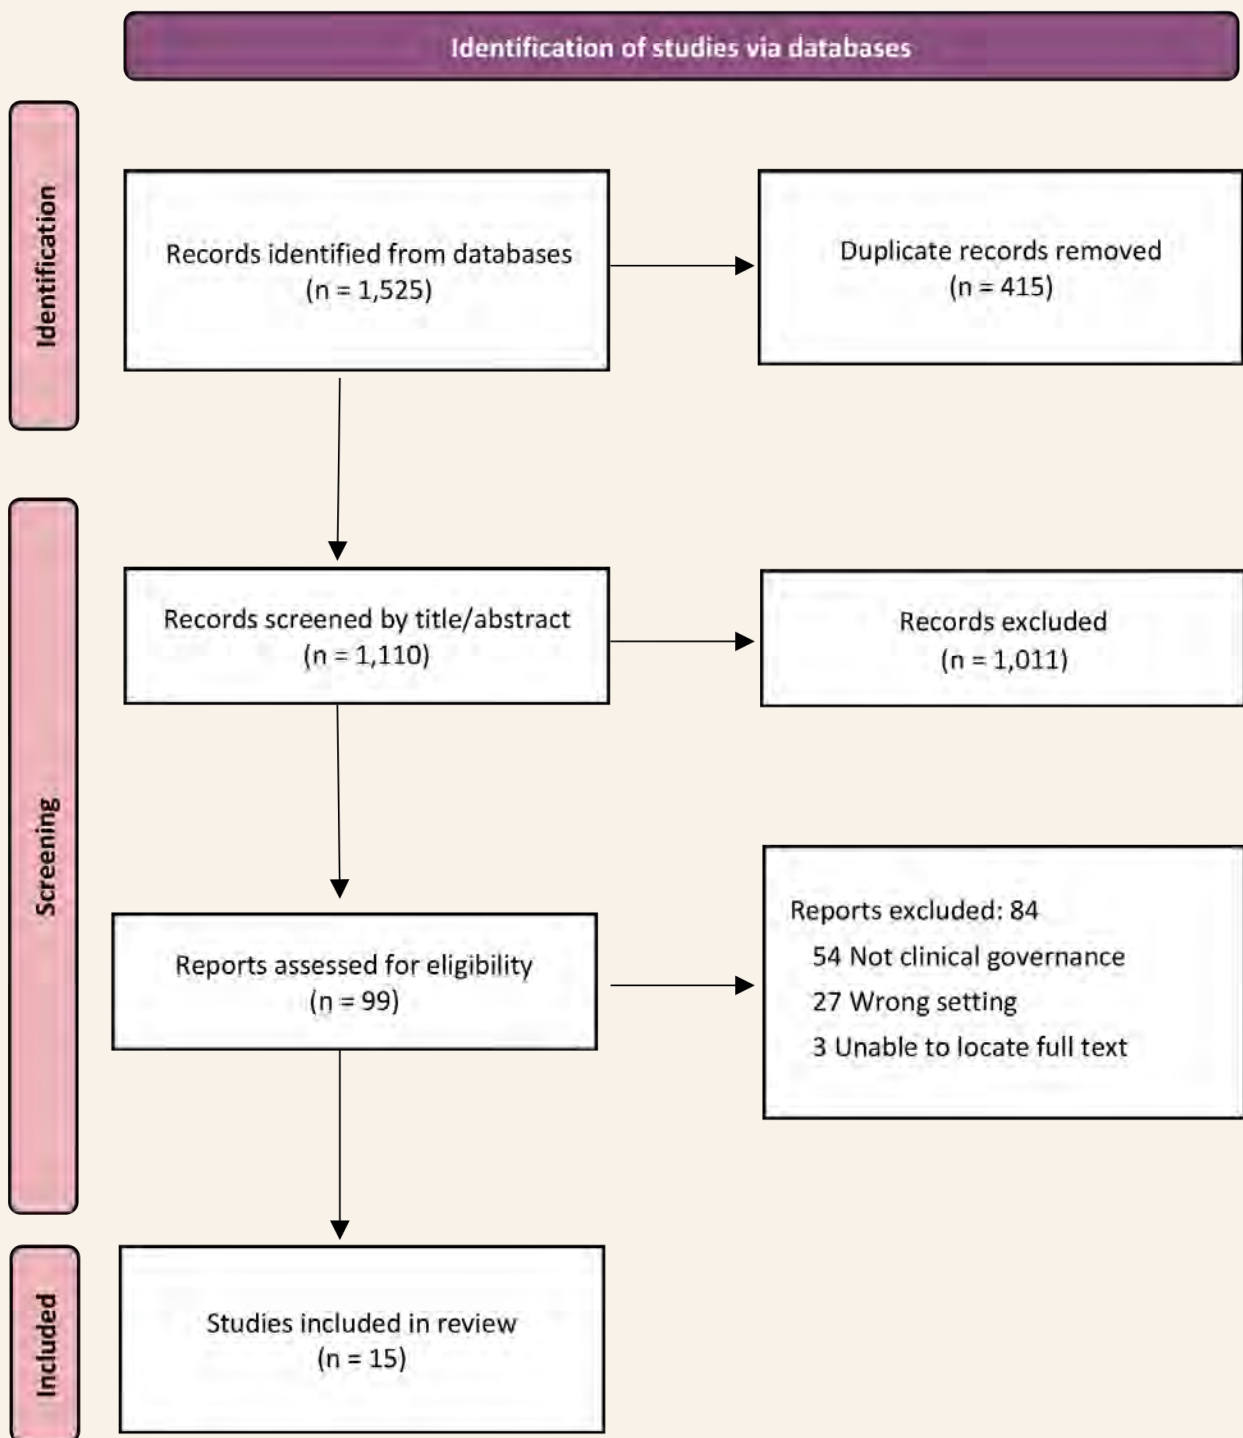 Identification of studies via databases
Identification
Records identified from databases
(n = 1,525)
Duplicate records removed
(n = 415)
Screening
Records screened by title/abstract
(n = 1,110)
Records excluded
(n = 1,011)
Reports assessed for eligibility
(n = 99)
Reports excluded: 84
54 Not clinical governance
27 Wrong setting
3 Unable to locate full text
Included
Studies included in review
(n = 15)